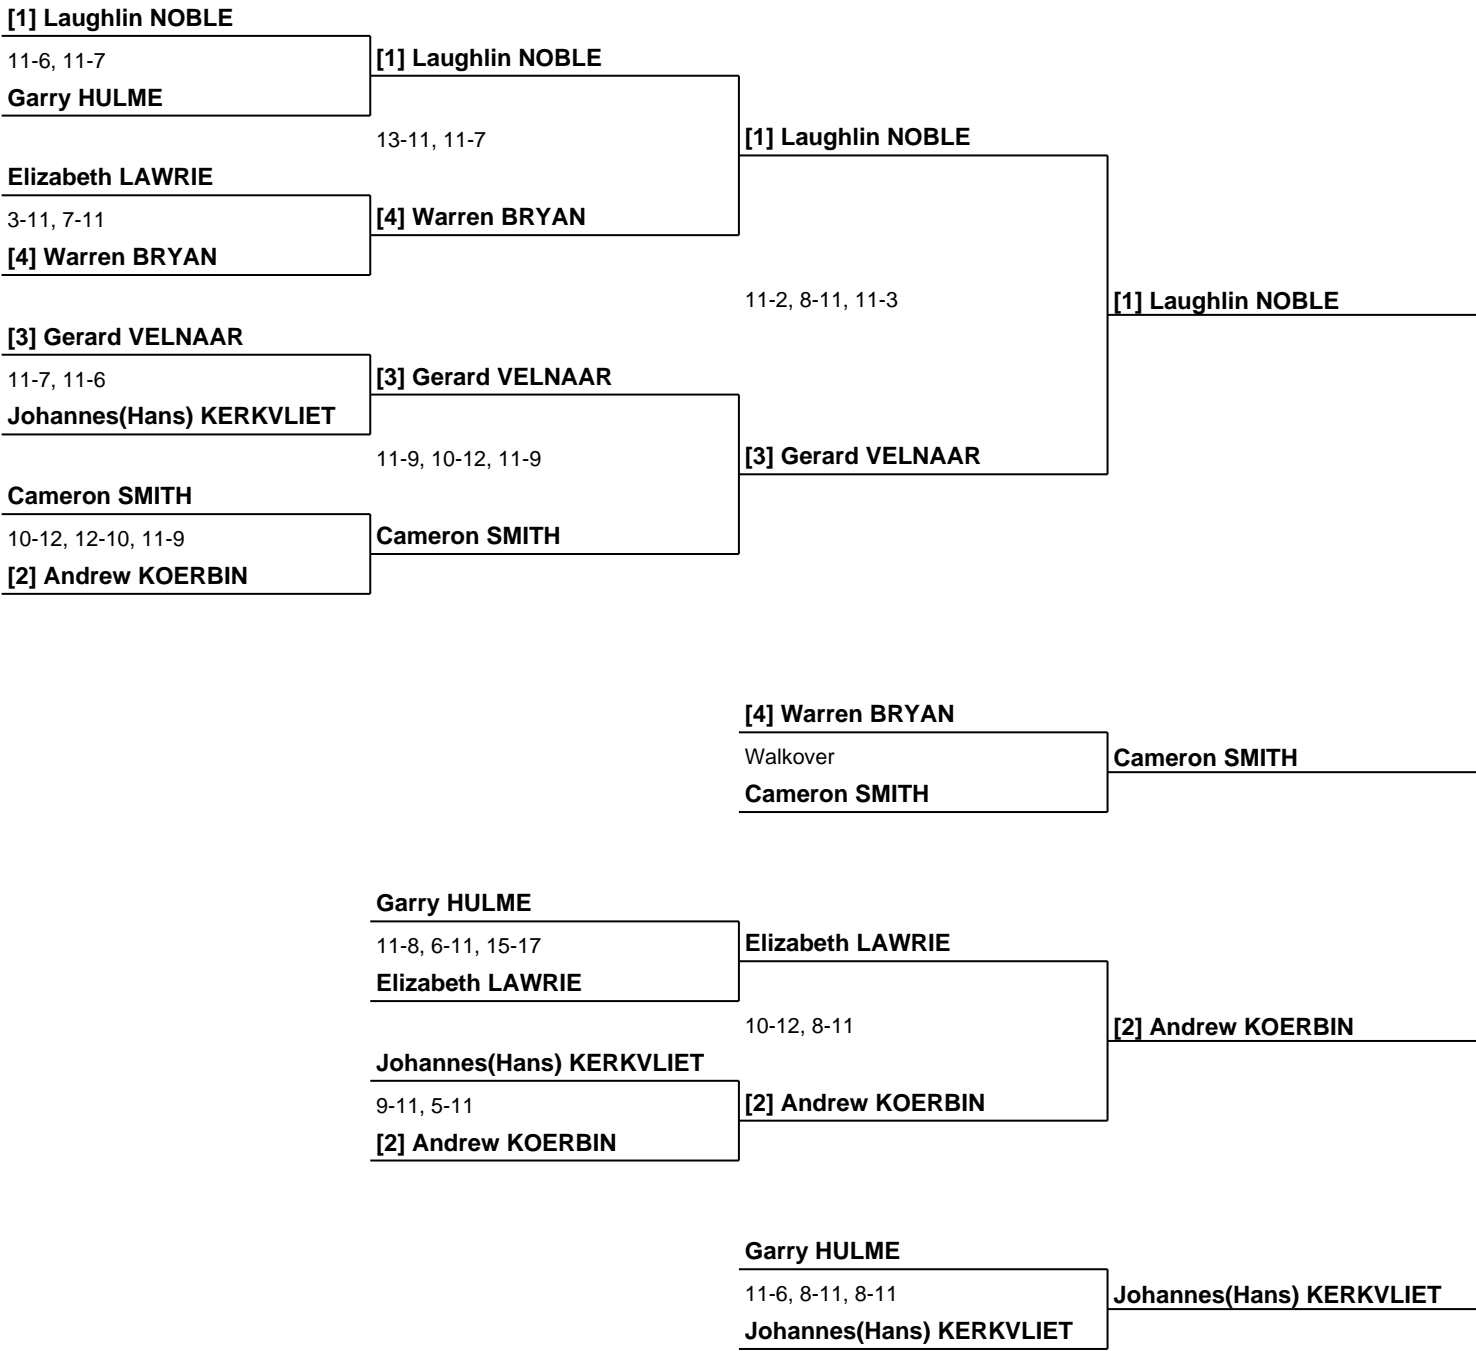 [1] Laughlin NOBLE
11-6, 11-7
[1] Laughlin NOBLE
Garry HULME
13-11, 11-7
[1] Laughlin NOBLE
Elizabeth LAWRIE
3-11, 7-11
[4] Warren BRYAN
[4] Warren BRYAN
11-2, 8-11, 11-3
[1] Laughlin NOBLE
[3] Gerard VELNAAR
11-7, 11-6
[3] Gerard VELNAAR
Johannes(Hans) KERKVLIET
11-9, 10-12, 11-9
[3] Gerard VELNAAR
Cameron SMITH
10-12, 12-10, 11-9
Cameron SMITH
[2] Andrew KOERBIN
[4] Warren BRYAN
Walkover
Cameron SMITH
Cameron SMITH
Garry HULME
11-8, 6-11, 15-17
Elizabeth LAWRIE
Elizabeth LAWRIE
10-12, 8-11
[2] Andrew KOERBIN
Johannes(Hans) KERKVLIET
9-11, 5-11
[2] Andrew KOERBIN
[2] Andrew KOERBIN
Garry HULME
11-6, 8-11, 8-11
Johannes(Hans) KERKVLIET
Johannes(Hans) KERKVLIET